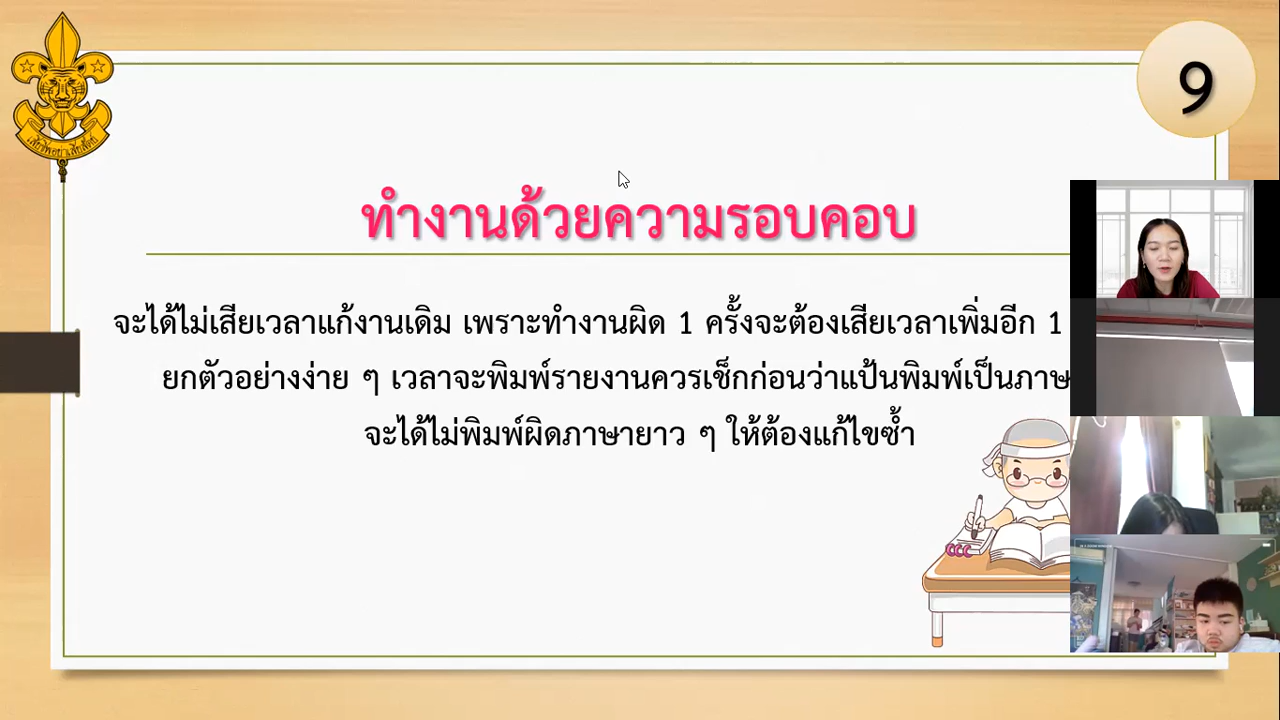 9
ทำงานด้วยความรอบคอบ
จะได้ไม่เสียเวลาแก้งานเดิม เพราะทำงานผิด 1 ครั้งจะต้องเสียเวลาเพิ่มอีก 1
ยกตัวอย่างง่าย ๆ เวลาจะพิมพ์รายงานควรเช็กก่อนว่าแป้นพิมพ์เป็นภาษ
จะได้ไม่พิมพ์ผิดภาษายาว ๆ ให้ต้องแก้ไขซ้ำ